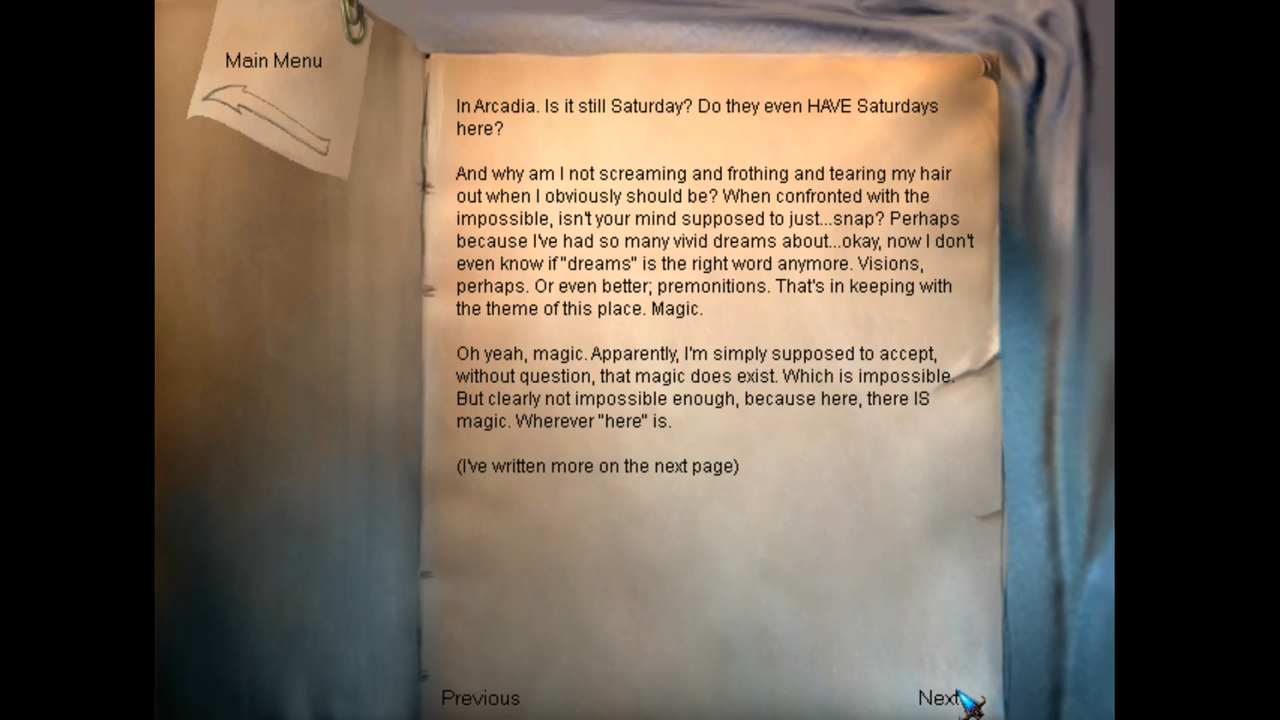 Main Menu
In Arcadia. Is it still Saturday? Do they even HAVE Saturdays
here?
And why am I not screaming and frothing and tearing my hair
out when I obviously should be? When confronted with the
impossible, isn't your mind supposed to just...snap? Perhaps
because I've had so many vivid dreams about...okay, now I don't
even know if "dreams" is the right word anymore. Visions,
perhaps. Or even better; premonitions. That's in keeping with
the theme of this place. Magic.
Oh yeah, magic. Apparently, I'm simply supposed to accept,
without question, that magic does exist. Which is impossible.
But clearly not impossible enough, because here, there IS
magic. Wherever "here" is.
(I've written more on the next page)
Previous
Next